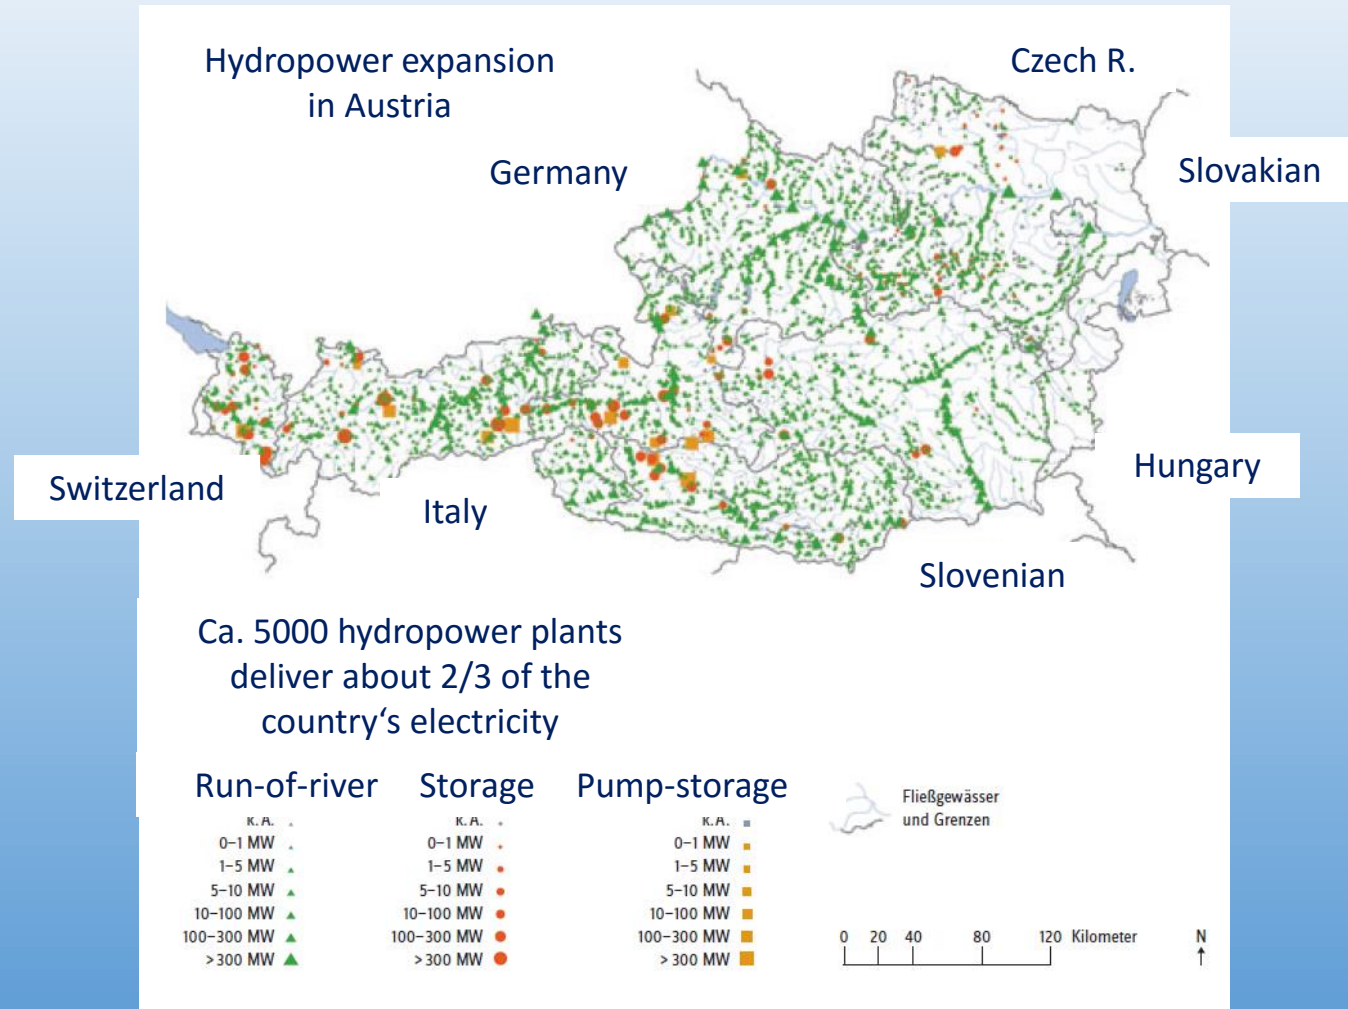 Hydropower expansion
in Austria
Czech R.
Germany
Slovakian
Switzerland
Italy
Hungary
Slovenian
Ca. 5000 hydropower plants
deliver about 2/3 of the
country‘s electricity
Run-of-river
K. A.
0–1 MW
1–5 MW
5–10 MW
10–100 MW
100–300 MW
>300 MW
Storage
K. A.
0–1 MW
1–5 MW
5–10 MW
10–100 MW
100–300 MW
>300 MW
Pump-storage
K. A.
0–1 MW
1–5 MW
5–10 MW
10–100 MW
100–300 MW
>300 MW
Fließgewässer
und Grenzen
0 20 40 80 120 Kilometer
N